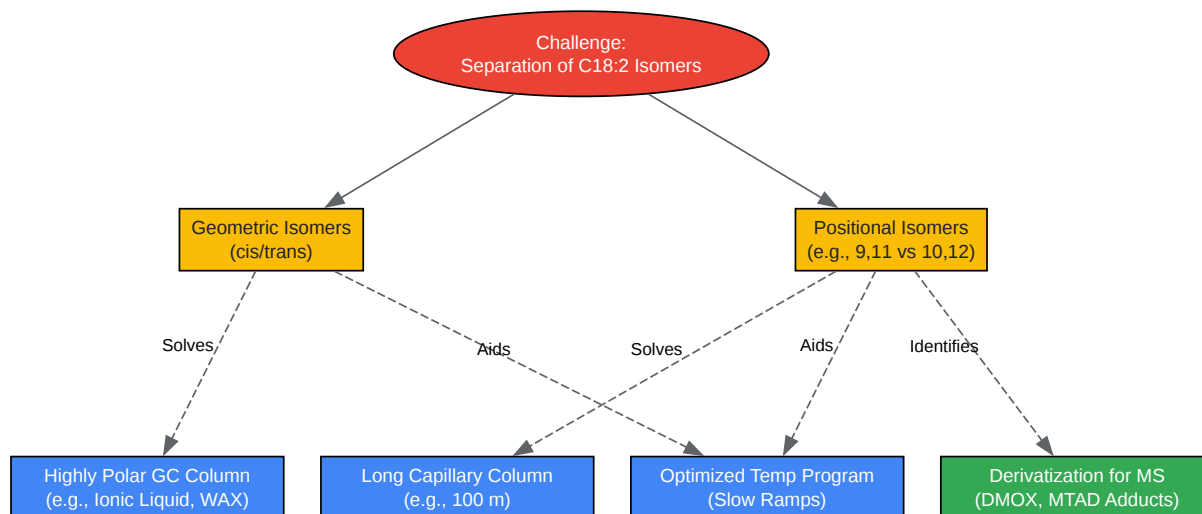 Challenge:
Separation of C18:2 Isomers
Geometric Isomers
(cis/trans)
Positional Isomers
(e.g., 9,11 vs 10,12)
Solves
Aids
Solves
Aids
Identifies
Highly Polar GC Column
(e.g., Ionic Liquid, WAX)
Long Capillary Column
(e.g., 100 m)
Optimized Temp Program
(Slow Ramps)
Derivatization for MS
(DMOX, MTAD Adducts)